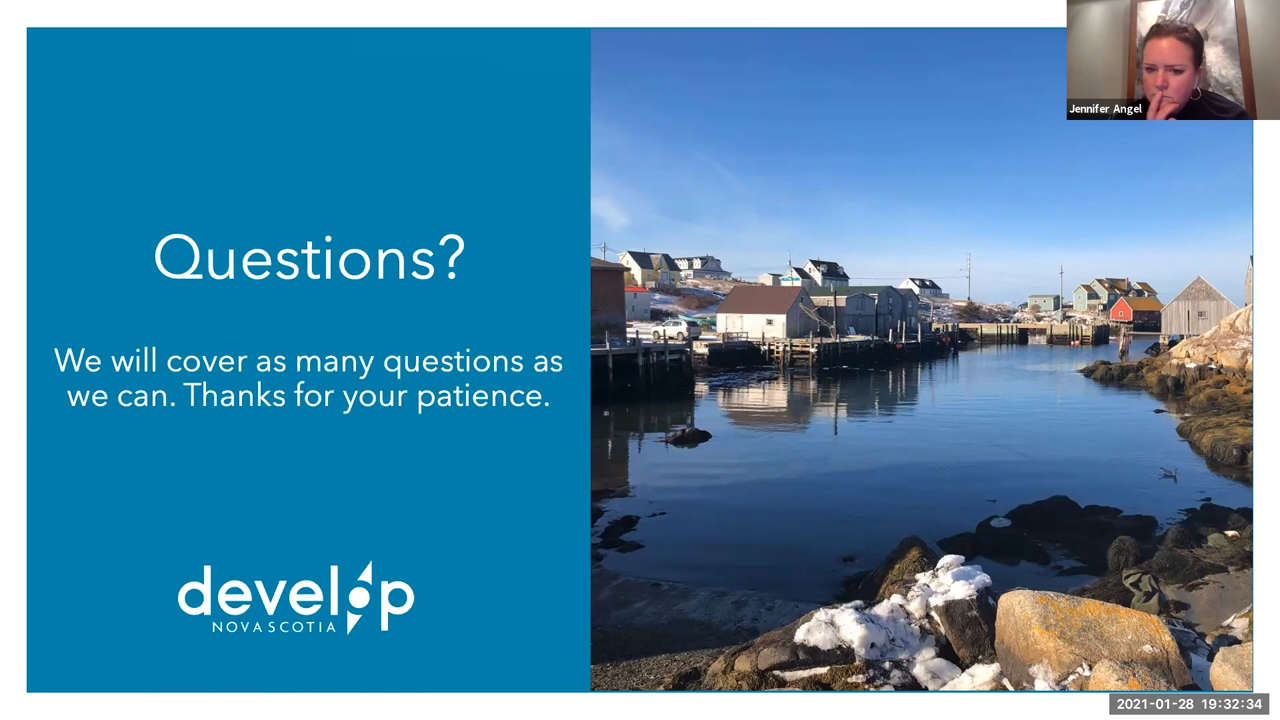 Jennifer Angel
Questions?
We will cover as many questions as
we can. Thanks for your patience.
develop
NOVA SCOTIA
2021-01-28 19:32:34